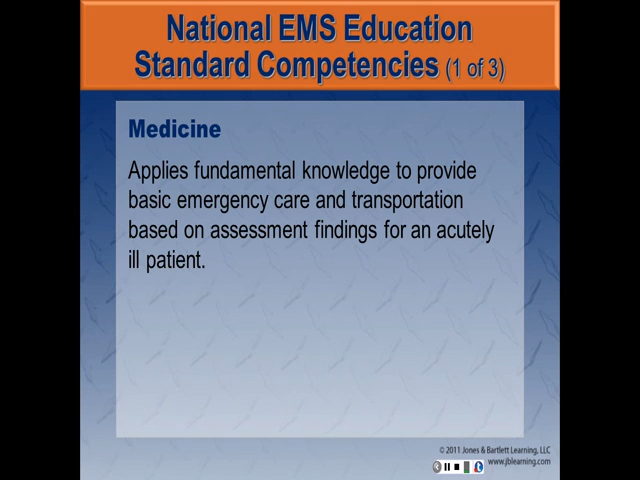 National EMS Education
Standard Competencies (1 of 3)
Medicine
Applies fundamental knowledge to provide
basic emergency care and transportation
based on assessment findings for an acutely
ill patient.
© 2011 Jones & Bartlett Learning, LLC
www.jblearning.com